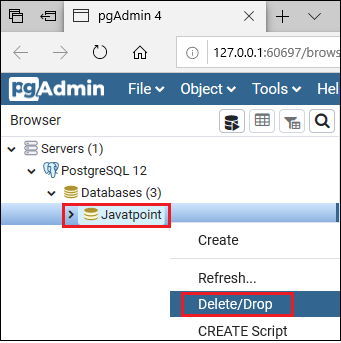 pgAdmin 4
127.0.0.1:60697/brows
pgAdmin File Object Tools Hel
Browser
Servers (1)
PostgreSQL 12
Databases (3)
Javatpoint
Create
Refresh...
Delete/Drop
CREATE Script